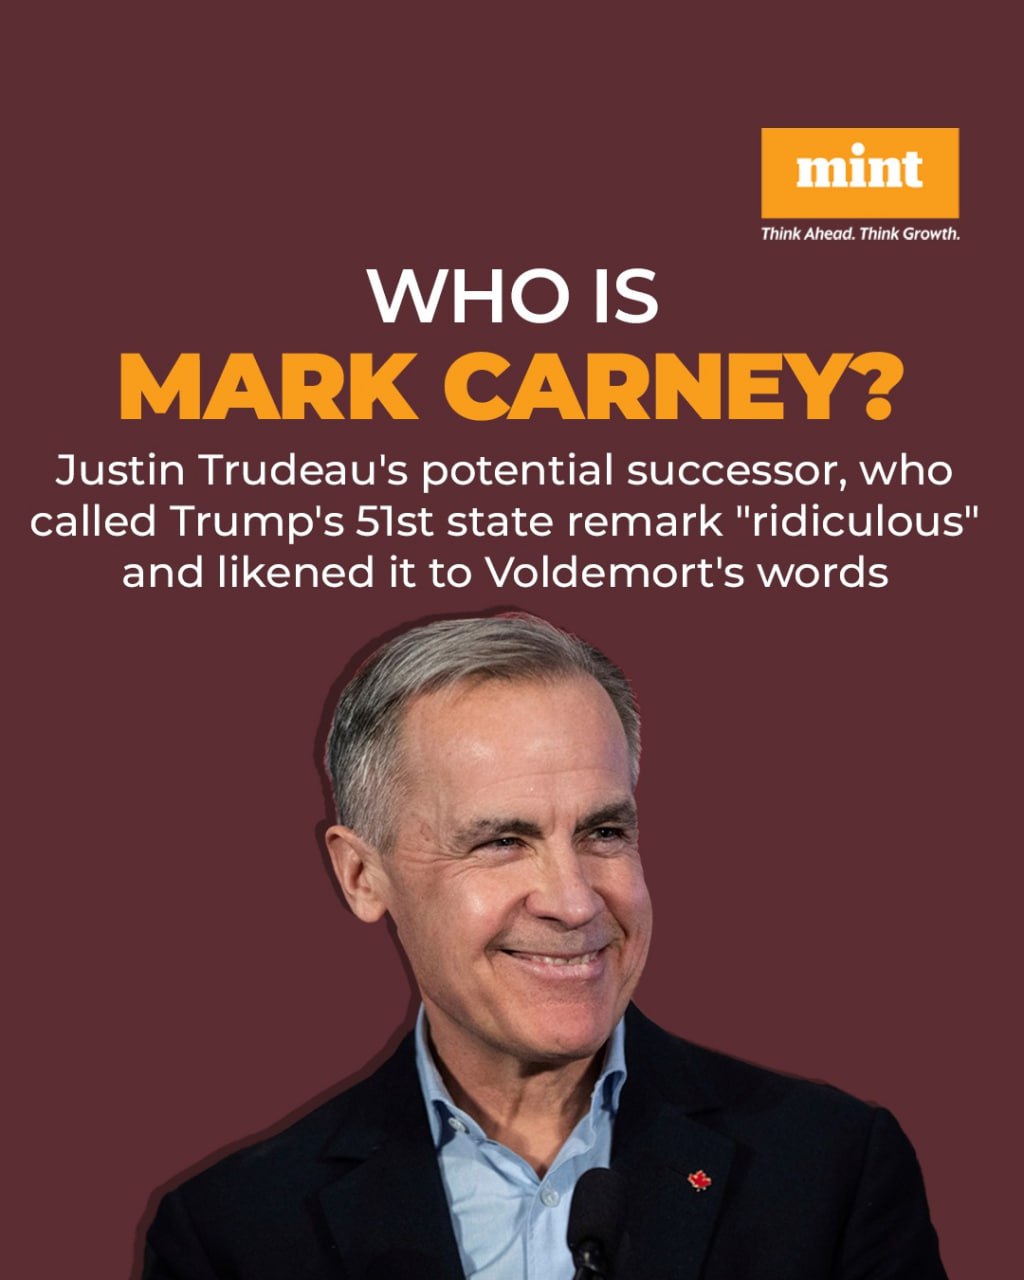 mint
Think Ahead. Think Growth.
WHO IS
MARK CARNEY?
Justin Trudeau's potential successor, who
called Trump's 51st state remark "ridiculous"
and likened it to Voldemort's words